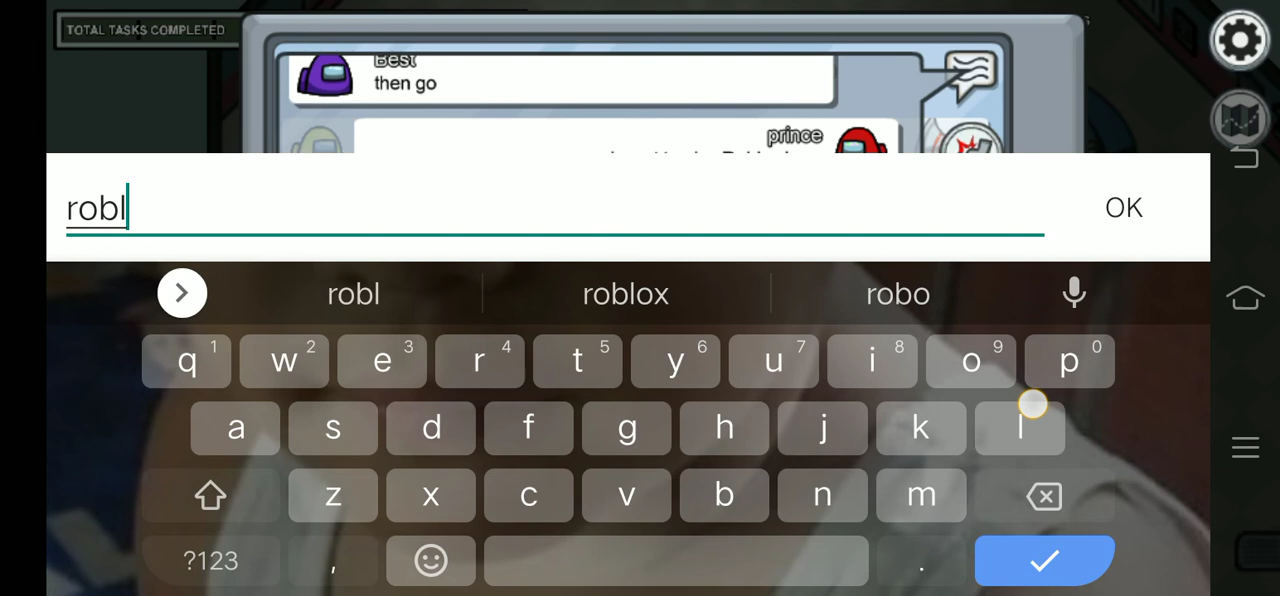 TOTAL TASKS COMPLETED
Best
then go
prince
robl
OK
robl roblox robo
q 1 w 2 e 3 r 4 t 5 y 6 u 7 i 8 o 9 p 0
a s d f g h j k l
z x c v b n m
?123 , .